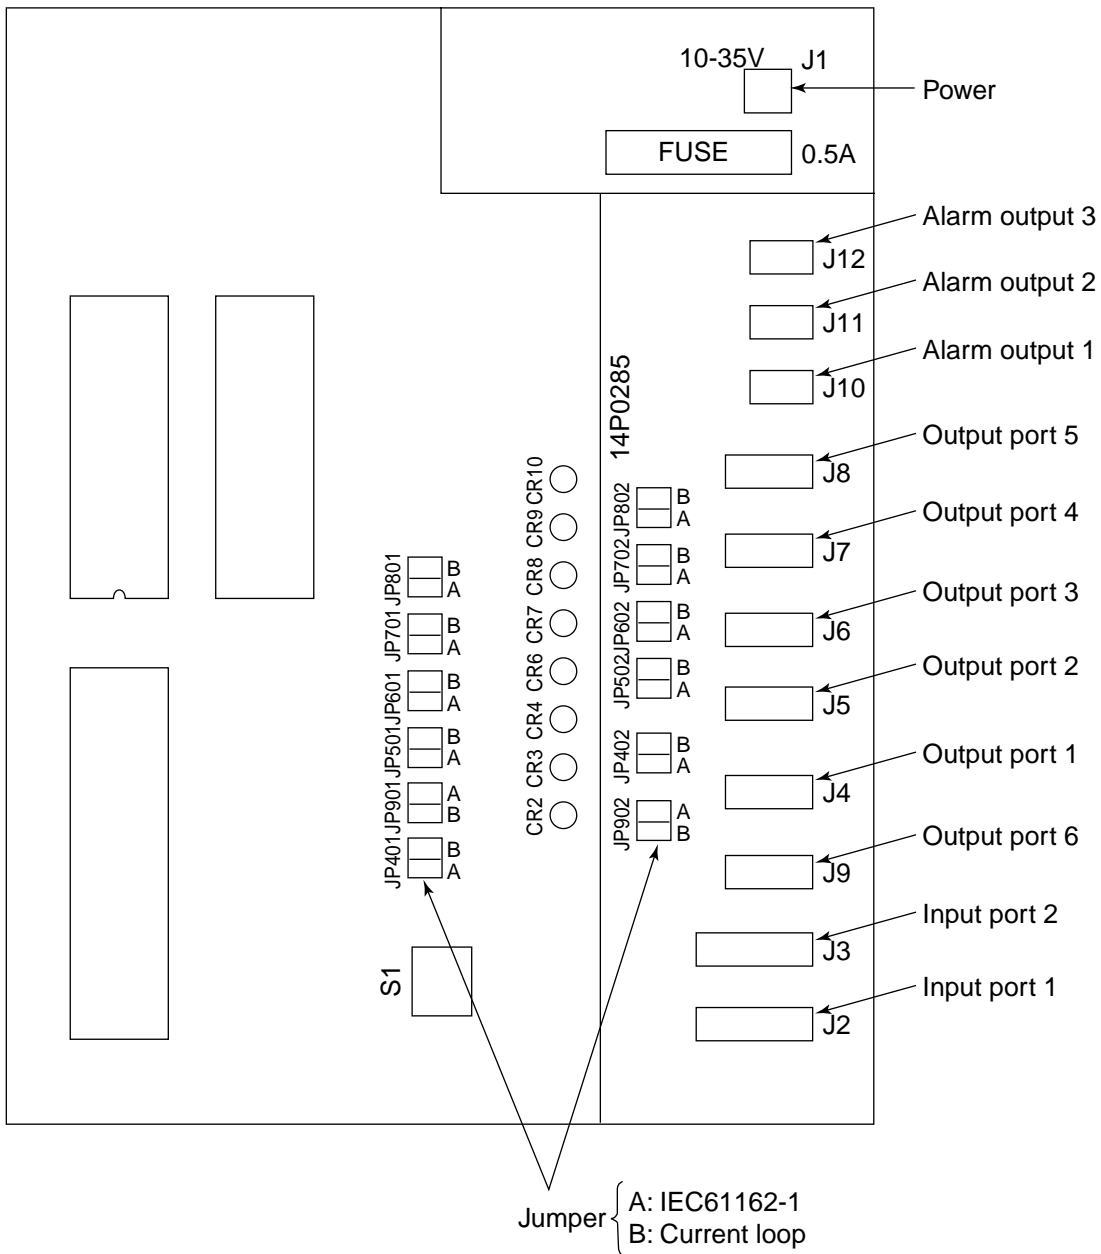 10-35V
J1
Power
FUSE
0.5A
Alarm output 3
J12
Alarm output 2
J11
Alarm output 1
J10
14P0285
Output port 5
J8
Output port 4
J7
Output port 3
J6
Output port 2
J5
Output port 1
J4
Output port 6
J9
Input port 2
J3
Input port 1
J2
CR10
CR9
CR8
CR7
CR6
CR4
CR3
CR2
JP802
B
A
JP702
B
A
JP602
B
A
JP502
B
A
JP402
B
A
JP902
A
B
JP801
B
A
JP701
B
A
JP601
B
A
JP501
B
A
JP901
A
B
JP401
B
A
S1
Jumper
A: IEC61162-1
B: Current loop